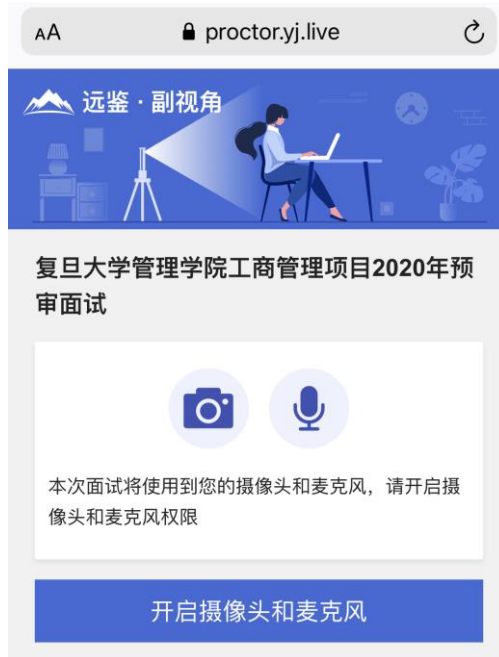 AA proctor.yj.live
远鉴·副视角
复旦大学管理学院工商管理项目2020年预
审面试
本次面试将使用到您的摄像头和麦克风，请开启摄
像头和麦克风权限
开启摄像头和麦克风